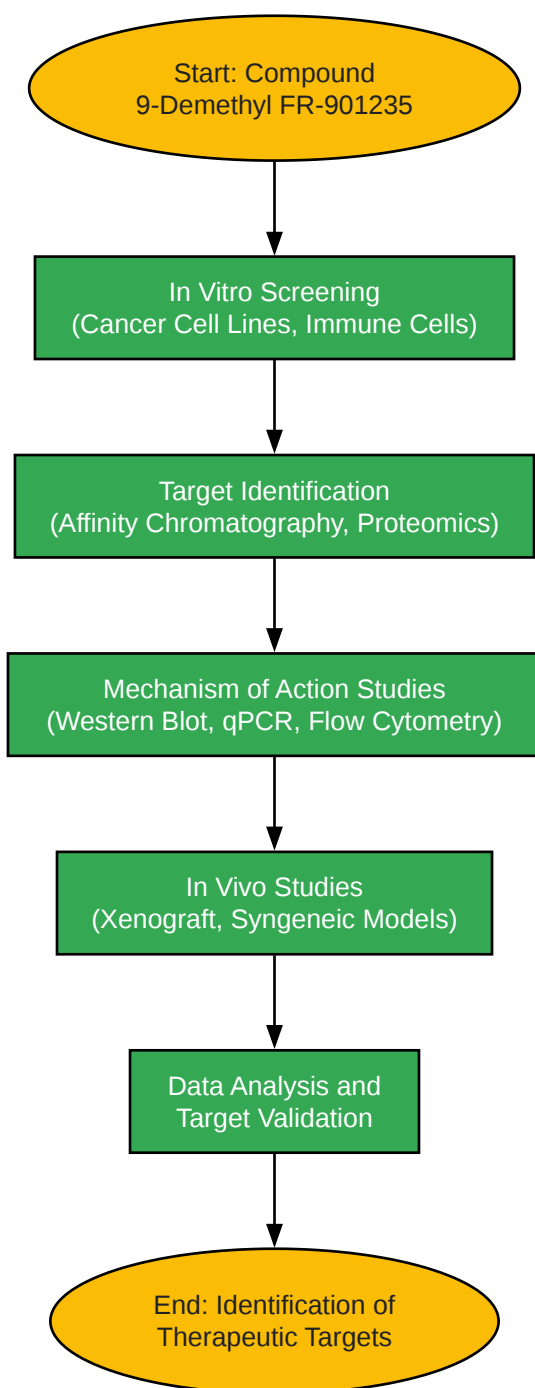 Start: Compound
9-Demethyl FR-901235
In Vitro Screening
(Cancer Cell Lines, Immune Cells)
Target Identification
(Affinity Chromatography, Proteomics)
Mechanism of Action Studies
(Western Blot, qPCR, Flow Cytometry)
In Vivo Studies
(Xenograft, Syngeneic Models)
Data Analysis and
Target Validation
End: Identification of
Therapeutic Targets